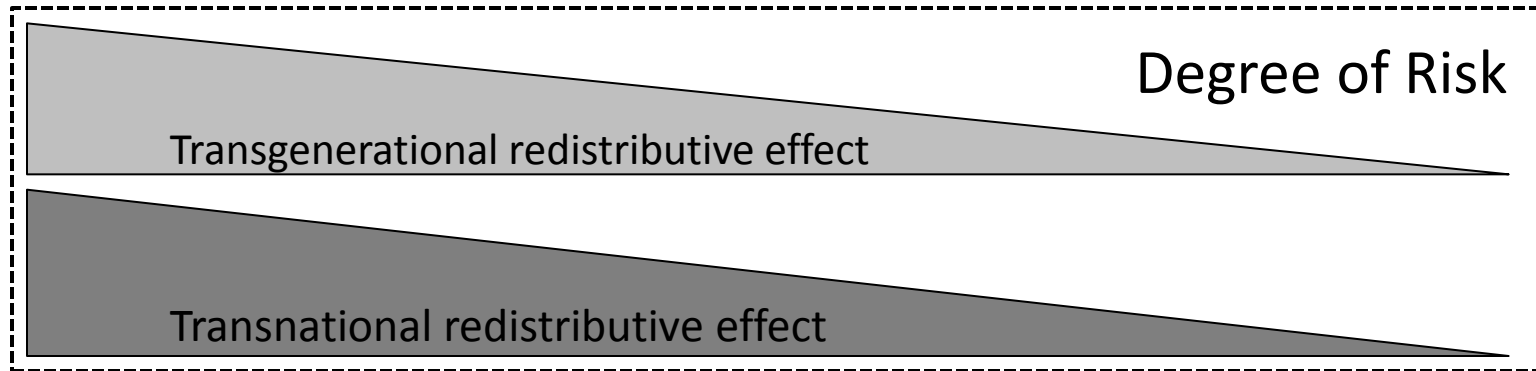 Degree of Risk
Transgenerational redistributive effect
Transnational redistributive effect